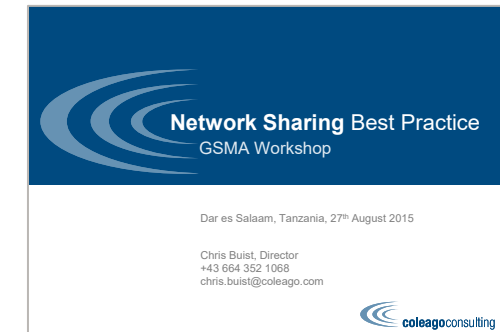 Network Sharing Best Practice
GSMA Workshop
Dar es Salaam, Tanzania, 27th August 2015
Chris Buist, Director
+43 664 352 1068
chris.buist@coleago.com
coleagoconsulting